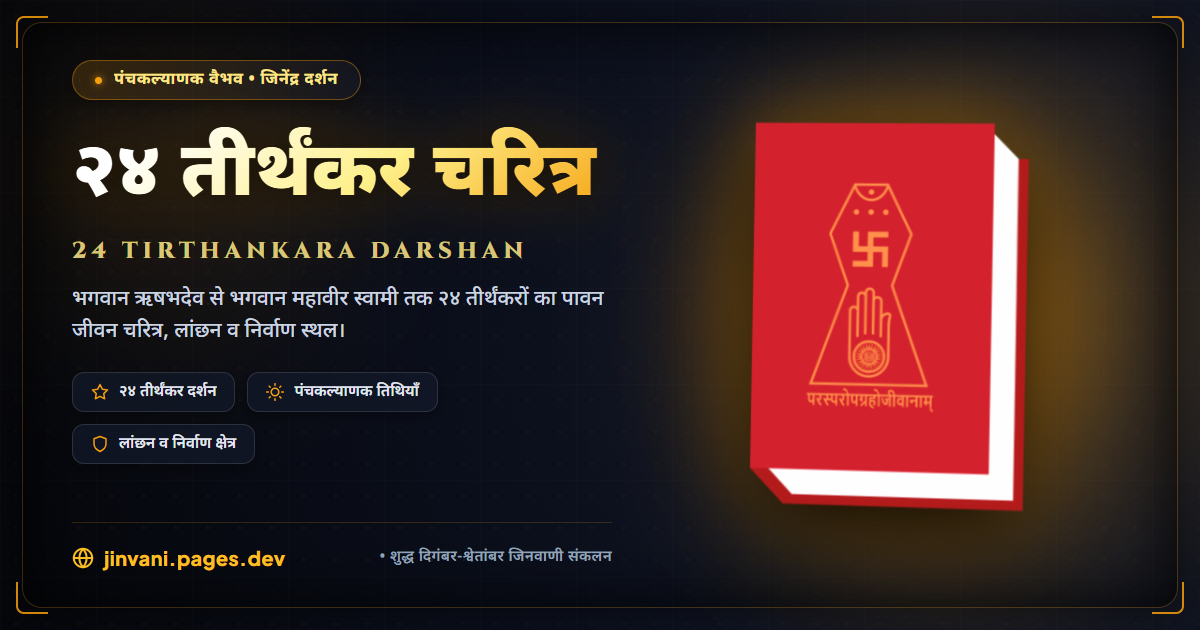 पंचकल्याणक वैभव • जिनेंद्र दर्शन
२४ तीर्थंकर चरित्र
24 TIRTHANKARA DARSHAN
भगवान ऋषभदेव से भगवान महावीर स्वामी तक २४ तीर्थंकरों का पावन
जीवन चरित्र, लांछन व निर्वाण स्थल।
२४ तीर्थंकर दर्शन
पंचकल्याणक तिथियाँ
लांछन व निर्वाण क्षेत्र
jinvani.pages.dev
• शुद्ध दिगंबर-श्वेतांबर जिनवाणी संकलन
परस्परोपग्रहोजीवानाम्